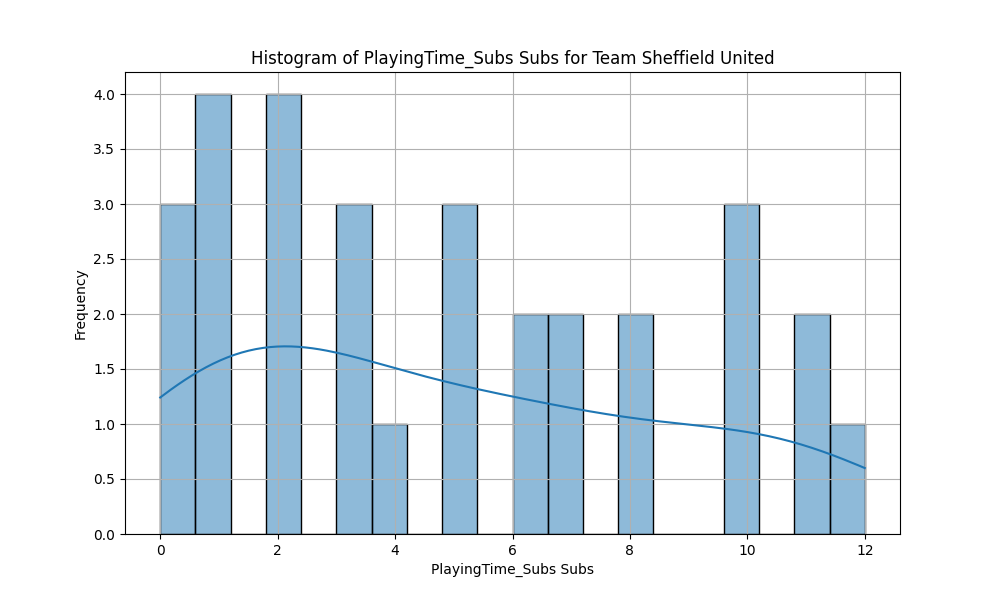 Histogram of PlayingTime_Subs Subs for Team Sheffield United
Frequency
4.0
3.5
3.0
2.5
2.0
1.5
1.0
0.5
0.0
0 2 4 6 8 10 12
PlayingTime_Subs Subs